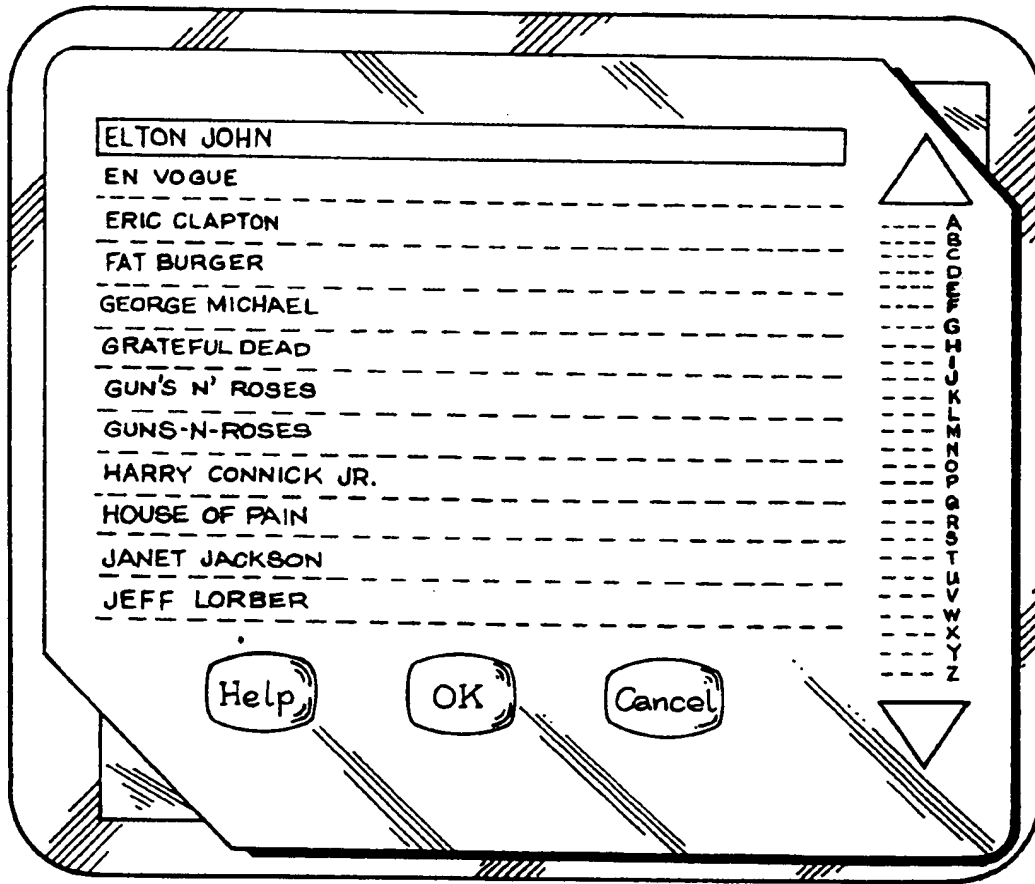 ELTON JOHN
EN VOGUE
ERIC CLAPTON
FAT BURGER
GEORGE MICHAEL
GRATEFUL DEAD
GUN'S N' ROSES
GUNS-N-ROSES
HARRY CONNICK JR.
HOUSE OF PAIN
JANET JACKSON
JEFF LORBER
A
B
C
D
E
F
G
H
I
J
K
L
M
N
O
P
Q
R
S
T
U
V
W
X
Y
Z
Help OK Cancel